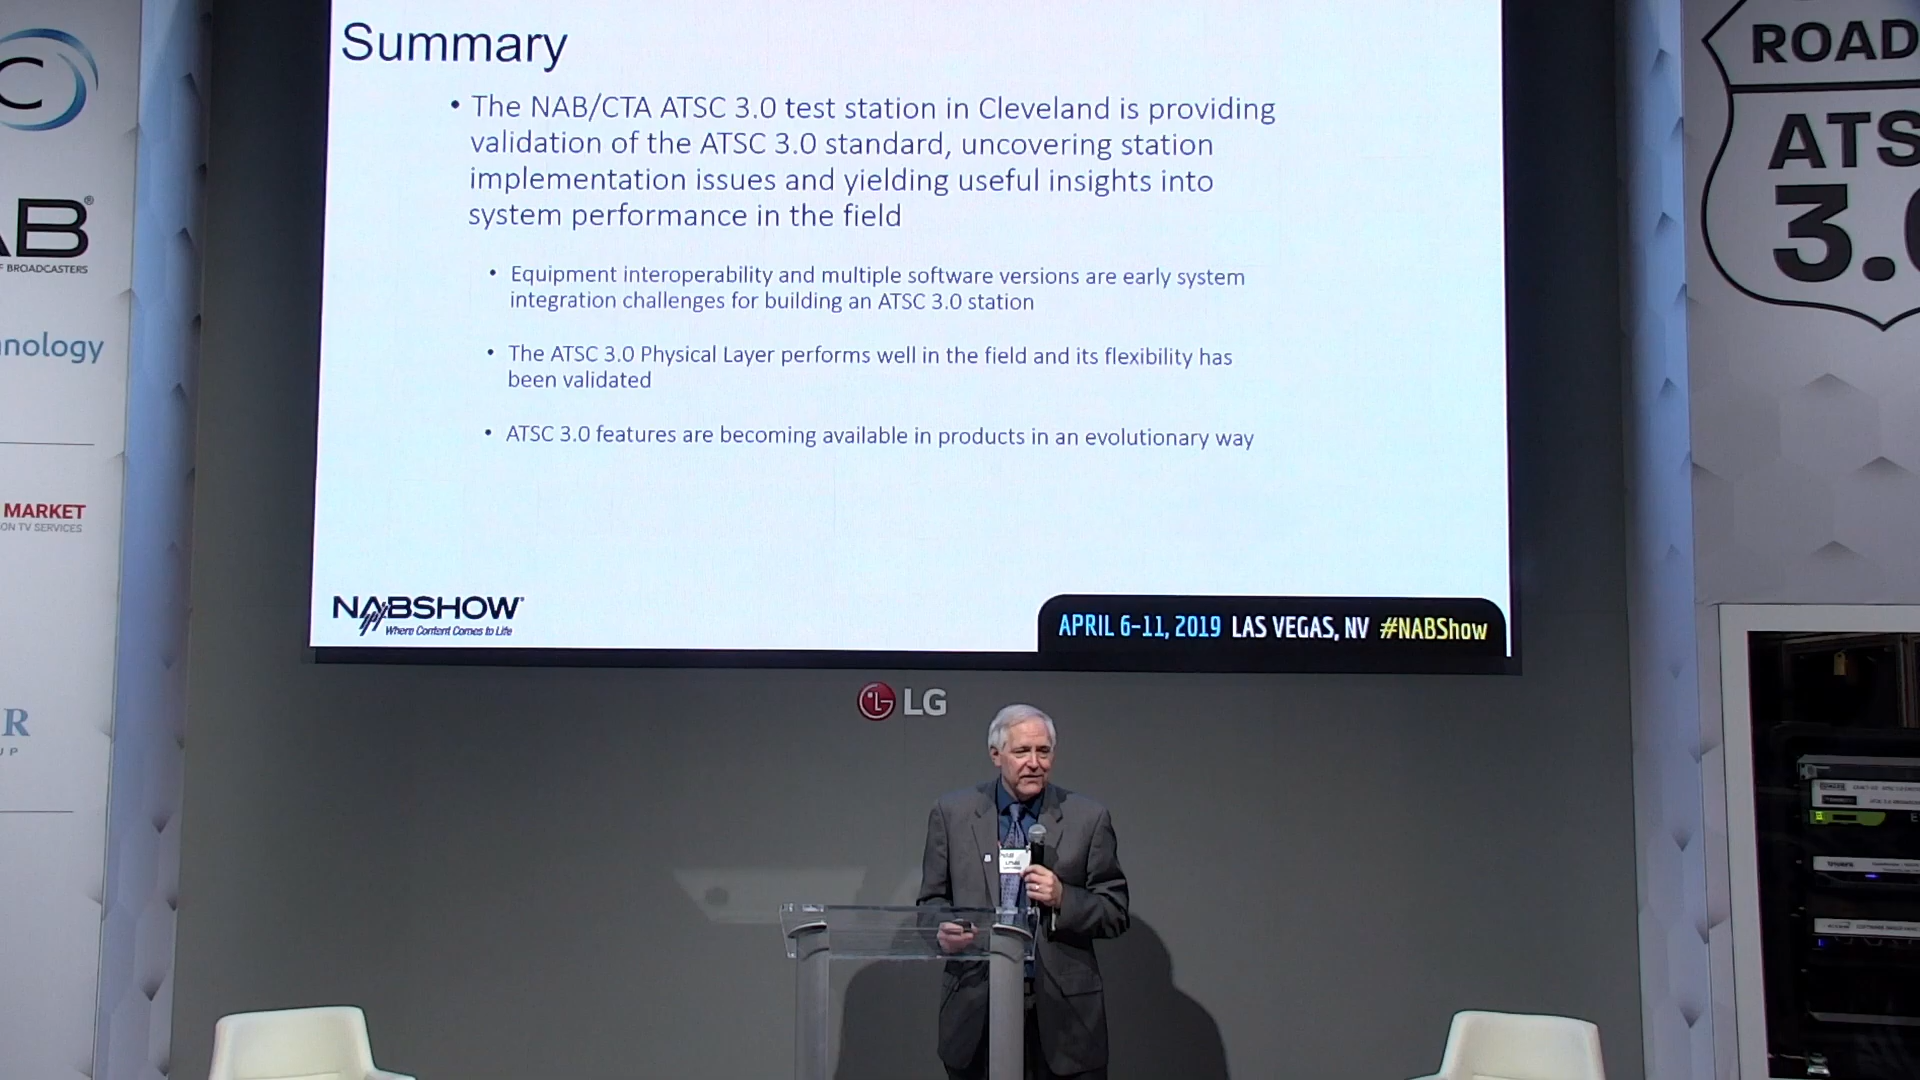 Summary
• The NAB/CTA ATSC 3.0 test station in Cleveland is providing
validation of the ATSC 3.0 standard, uncovering station
implementation issues and yielding useful insights into
system performance in the field
• Equipment interoperability and multiple software versions are early system
integration challenges for building an ATSC 3.0 station
• The ATSC 3.0 Physical Layer performs well in the field and its flexibility has
been validated
• ATSC 3.0 features are becoming available in products in an evolutionary way
NABSHOW®
Where Content Comes to Life
APRIL 6-11, 2019 LAS VEGAS, NV #NABShow
LG
C
AB®
F BROADCASTERS
nology
MARKET
ON TV SERVICES
R
UP
ROAD
ATS
3.0